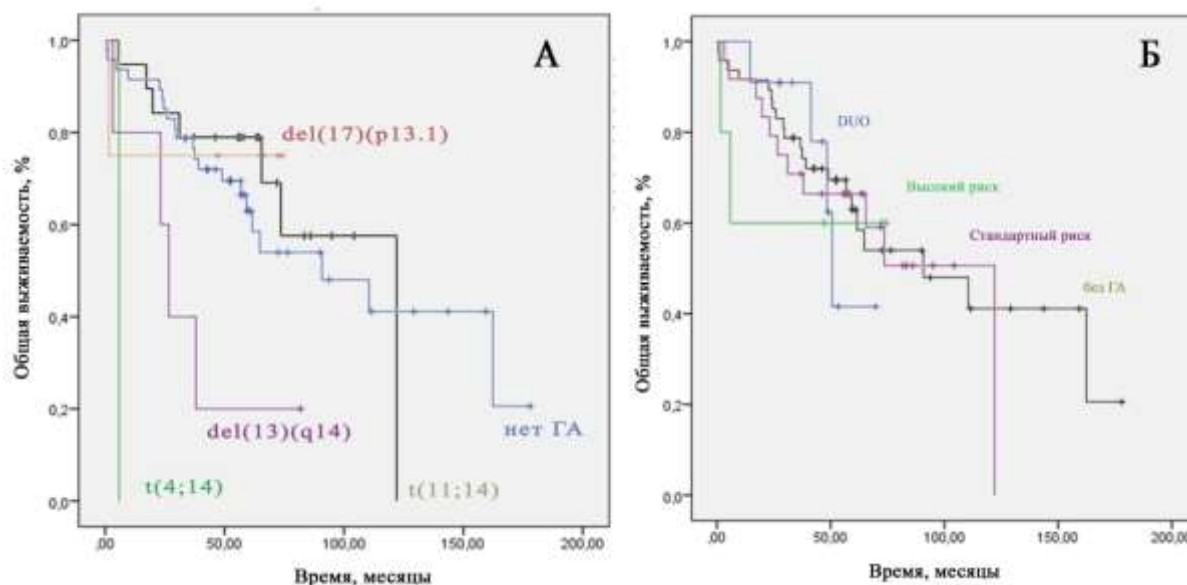 А
1,0
0,8
0,6
0,4
0,2
0,0
Общая выживаемость, %
del(17)(p13.1)
del(13)(q14)
нет ГА
t(4;14)
t(11;14)
,00
50,00
100,00
150,00
200,00
Время, месяцы
Б
1,0
0,8
0,6
0,4
0,2
0,0
Общая выживаемость, %
DUO
Высокий риск
Стандартный риск
без ГА
,00
50,00
100,00
150,00
200,00
Время, месяцы